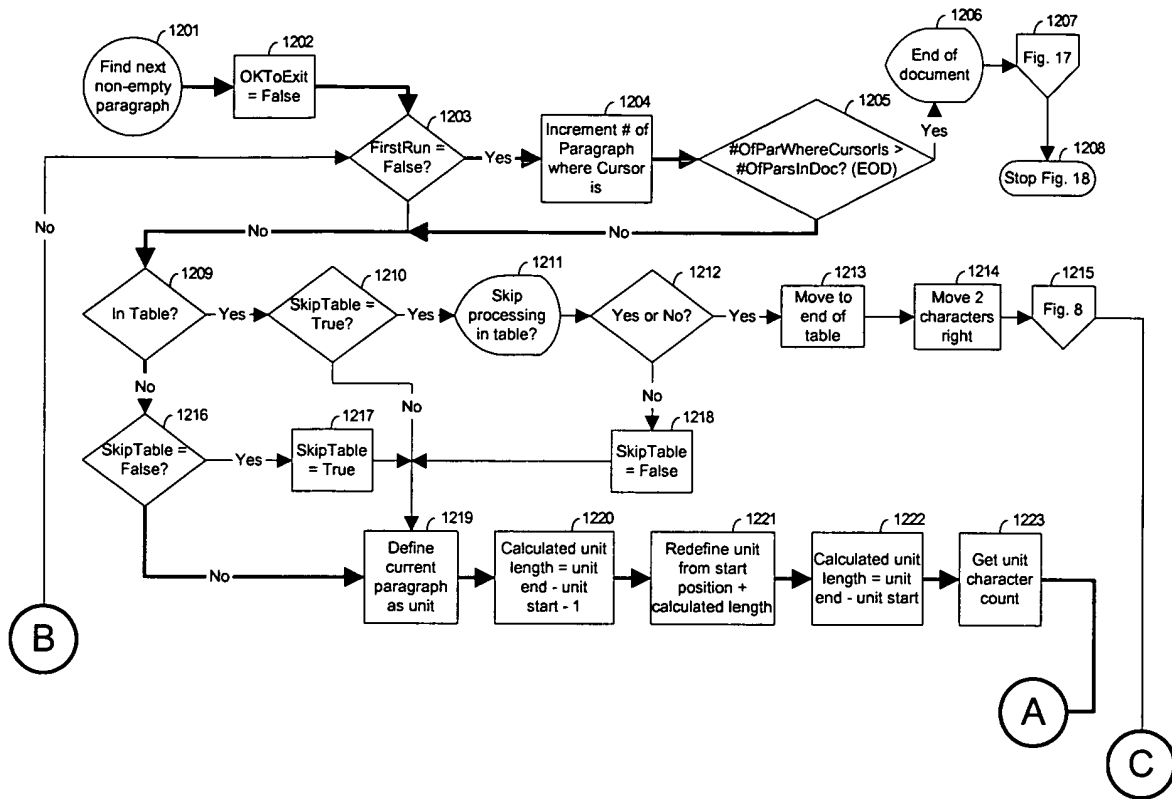 1201
Find next
non-empty
paragraph
1202
OKToExit
= False
1203
FirstRun =
False?
Yes
1204
Increment # of
Paragraph
where Cursor
is
1205
#OfParWhereCursorIs >
#OfParsInDoc? (EOD)
Yes
1206
End of
document
1207
Fig. 17
1208
Stop Fig. 18
No
No
No
1209
In Table?
Yes
1210
SkipTable =
True?
Yes
1211
Skip
processing
in table?
1212
Yes or No?
Yes
1213
Move to
end of
table
1214
Move 2
characters
right
1215
Fig. 8
No
No
No
1216
SkipTable =
False?
Yes
1217
SkipTable
= True
1218
SkipTable
= False
No
1219
Define
current
paragraph
as unit
1220
Calculated unit
length = unit
end - unit
start - 1
1221
Redefine unit
from start
position +
calculated length
1222
Calculated unit
length = unit
end - unit start
1223
Get unit
character
count
B
A
C